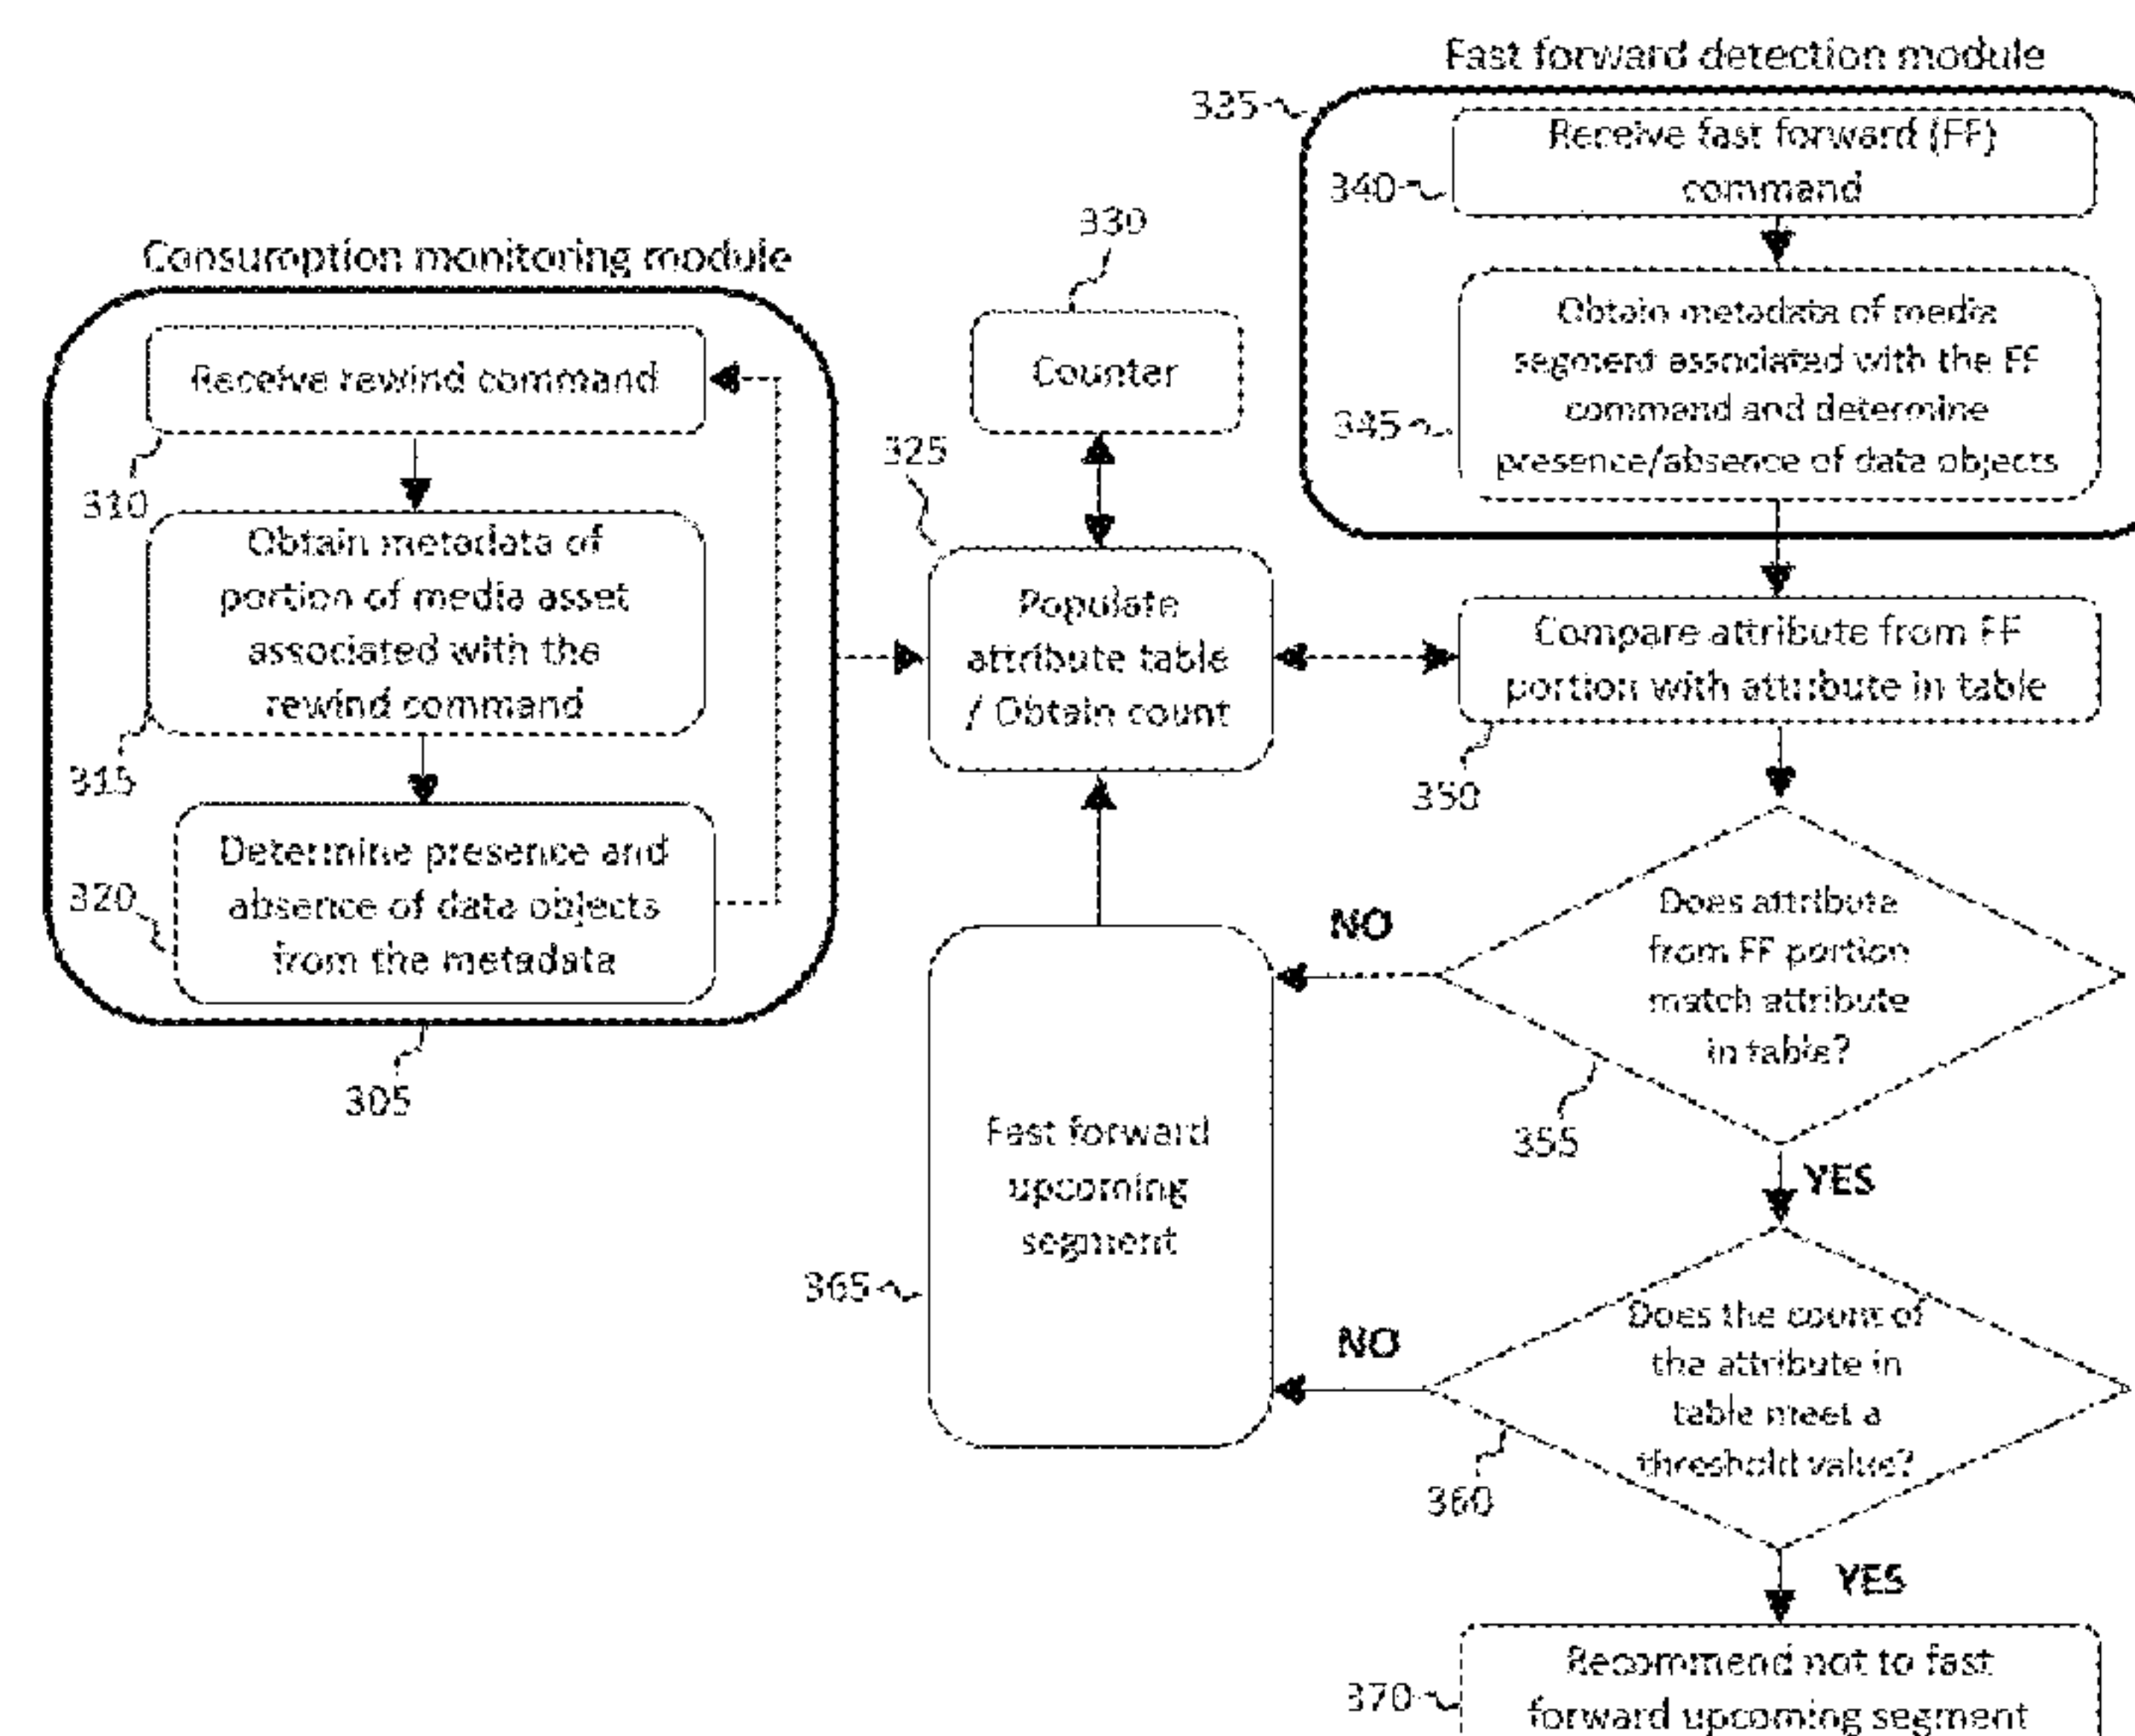 Fast forward detection module
335
Receive fast forward (FF)
command
340
Obtain metadata of media
segment associated with the FF
command and determine
presence/absence of data objects
345
Consumption monitoring module
Receive rewind command
310
Obtain metadata of
portion of media asset
associated with the
rewind command
315
Determine presence and
absence of data objects
from the metadata
320
305
330
Counter
325
Populate
attribute table
/ Obtain count
Compare attribute from FF
portion with attribute in table
350
Does attribute
from FF portion
match attribute
in table?
355
NO
YES
Fast forward
upcoming
segment
365
Does the count of
the attribute in
table meet a
threshold value?
360
NO
YES
Recommend not to fast
forward upcoming segment
370